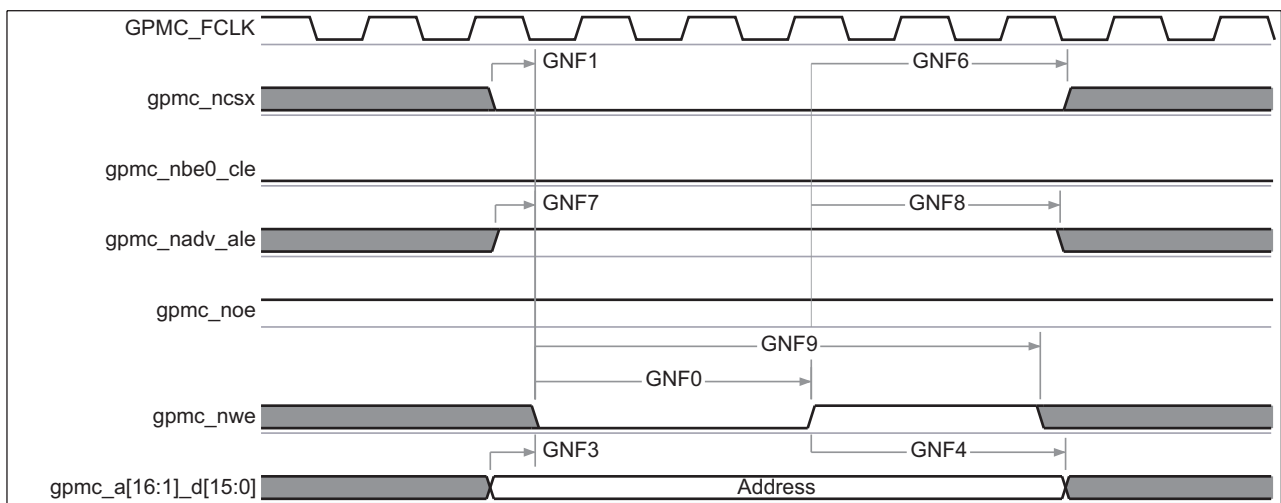 GPMC_FCLK
GNF1
GNF6
gpmc_ncsx
gpmc_nbe0_cle
GNF7
GNF8
gpmc_nadv_ale
gpmc_noe
GNF9
GNF0
gpmc_nwe
GNF3
GNF4
gpmc_a[16:1]_d[15:0]
Address